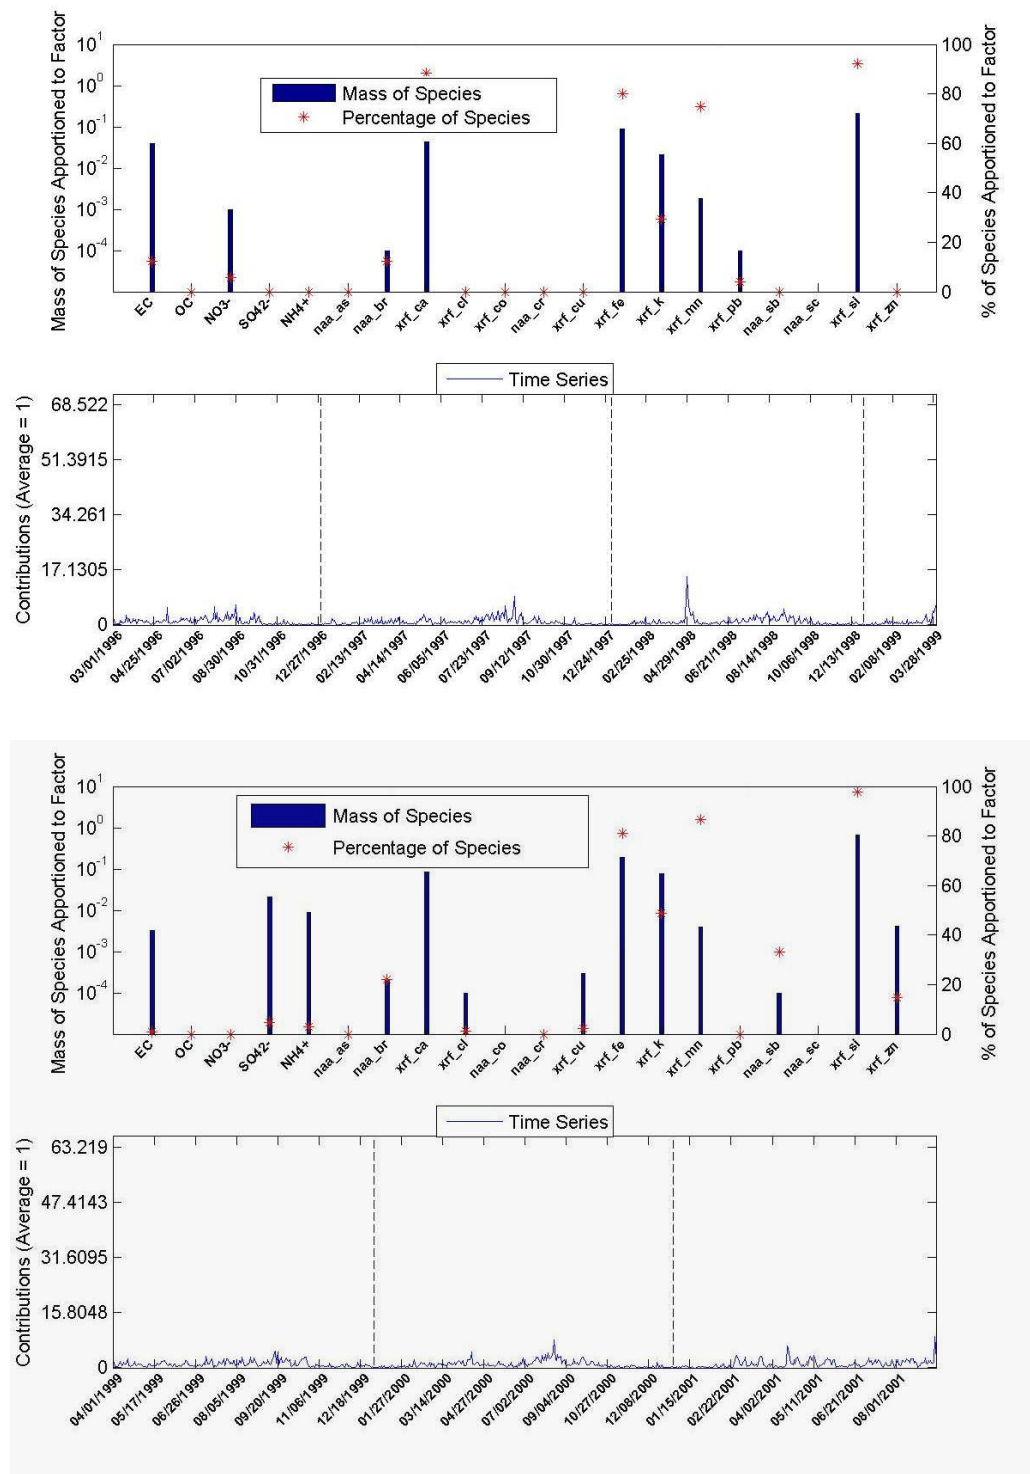 Mass of Species Apportioned to Factor
10^1
10^0
10^-1
10^-2
10^-3
10^-4
Mass of Species
Percentage of Species
100
80
60
40
20
0
% of Species Apportioned to Factor
EC
OC
NO3-
SO42-
NH4+
naa_as
naa_br
xrf_ca
xrf_cl
xrf_co
naa_cr
xrf_cu
xrf_fe
xrf_k
xrf_mn
xrf_pb
naa_sb
naa_sc
xrf_si
xrf_zn
Time Series
Contributions (Average = 1)
68.522
51.3915
34.261
17.1305
0
03/01/1996
04/25/1996
07/02/1996
08/30/1996
10/31/1996
12/27/1996
02/13/1997
04/14/1997
06/05/1997
07/23/1997
09/12/1997
10/30/1997
12/24/1997
02/25/1998
04/29/1998
06/21/1998
08/14/1998
10/06/1998
12/13/1998
02/08/1999
03/28/1999
Mass of Species Apportioned to Factor
10^1
10^0
10^-1
10^-2
10^-3
10^-4
Mass of Species
Percentage of Species
100
80
60
40
20
0
% of Species Apportioned to Factor
EC
OC
NO3-
SO42-
NH4+
naa_as
naa_br
xrf_ca
xrf_cl
naa_co
naa_cr
xrf_cu
xrf_fe
xrf_k
xrf_mn
xrf_pb
naa_sb
naa_sc
xrf_si
xrf_zn
Time Series
Contributions (Average = 1)
63.219
47.4143
31.6095
15.8048
0
04/01/1999
05/17/1999
06/26/1999
08/05/1999
09/20/1999
11/06/1999
12/18/1999
01/27/2000
03/14/2000
04/27/2000
07/02/2000
09/04/2000
10/27/2000
12/08/2000
01/15/2001
02/22/2001
04/02/2001
05/11/2001
06/21/2001
08/01/2001